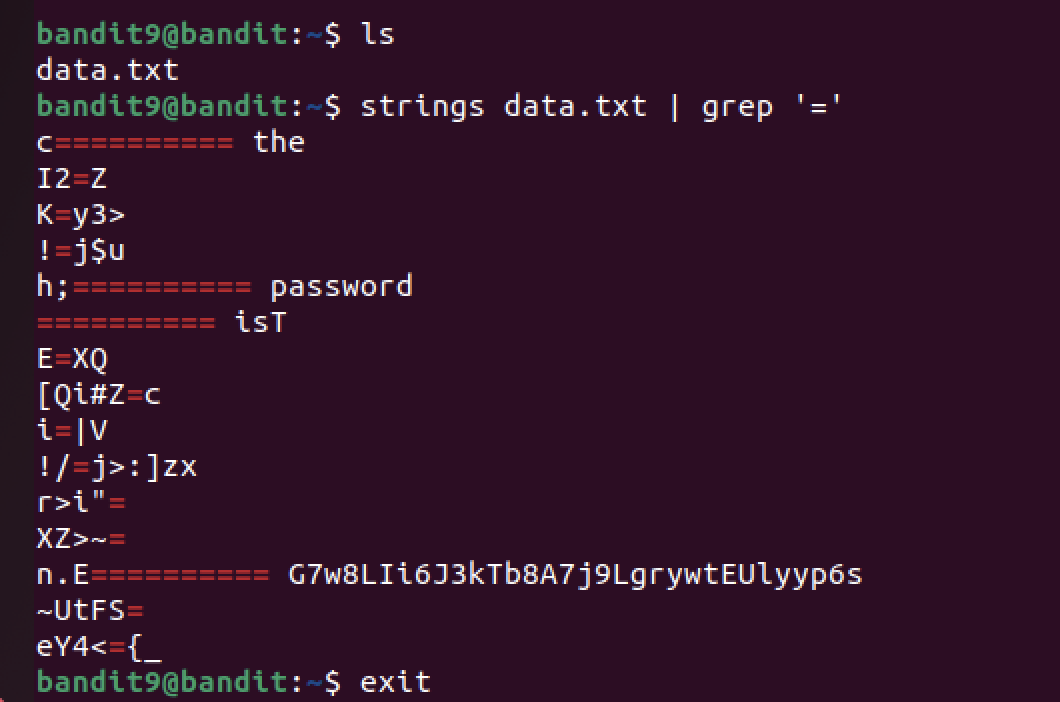 bandit9@bandit:~$ ls
data.txt
bandit9@bandit:~$ strings data.txt | grep '='
c========== the
I2=Z
K=y3>
!=j$u
h;========== password
========== isT
E=XQ
[Qi#Z=c
i=|V
!/=j>:]zx
r>i"=
XZ>~=
n.E========== G7w8LIi6J3kTb8A7j9LgrywtEUlyyp6s
~UtFS=
eY4<={_
bandit9@bandit:~$ exit